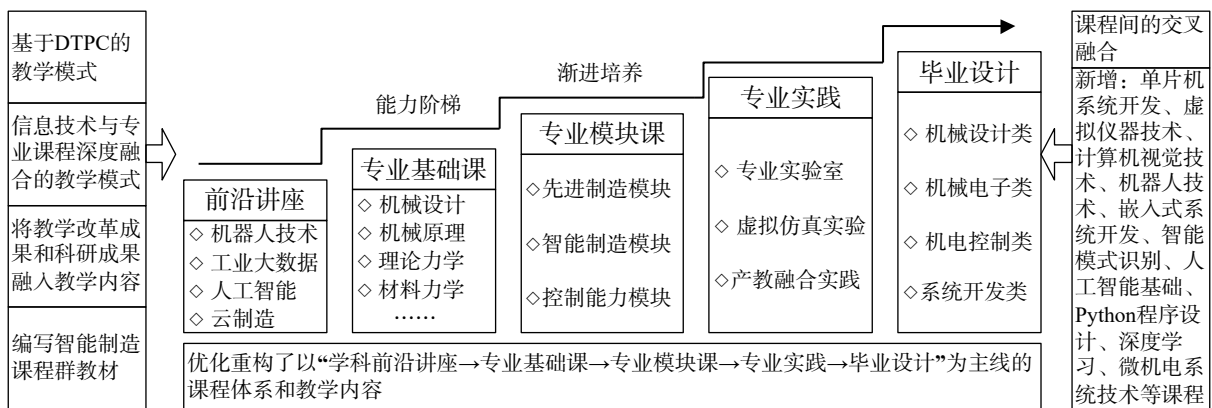 基于DTPC的
教学模式
信息技术与专
业课程深度融
合的教学模式
将教学改革成
果和科研成果
融入教学内容
编写智能制造
课程群教材
能力阶梯
渐进培养
前沿讲座
◇ 机器人技术
◇ 工业大数据
◇ 人工智能
◇ 云制造
专业基础课
◇ 机械设计
◇ 机械原理
◇ 理论力学
◇ 材料力学
……
专业模块课
◇先进制造模块
◇智能制造模块
◇控制能力模块
专业实践
◇ 专业实验室
◇ 虚拟仿真实验
◇产教融合实践
毕业设计
◇ 机械设计类
◇ 机械电子类
◇ 机电控制类
◇系统开发类
优化重构了以“学科前沿讲座→专业基础课→专业模块课→专业实践→毕业设计”为主线的
课程体系和教学内容
课程间的交叉
融合
新增：单片机
系统开发、虚
拟仪器技术、
计算机视觉技
术、机器人技
术、嵌入式系
统开发、智能
模式识别、人
工智能基础、
Python程序设
计、深度学
习、微机电系
统技术等课程